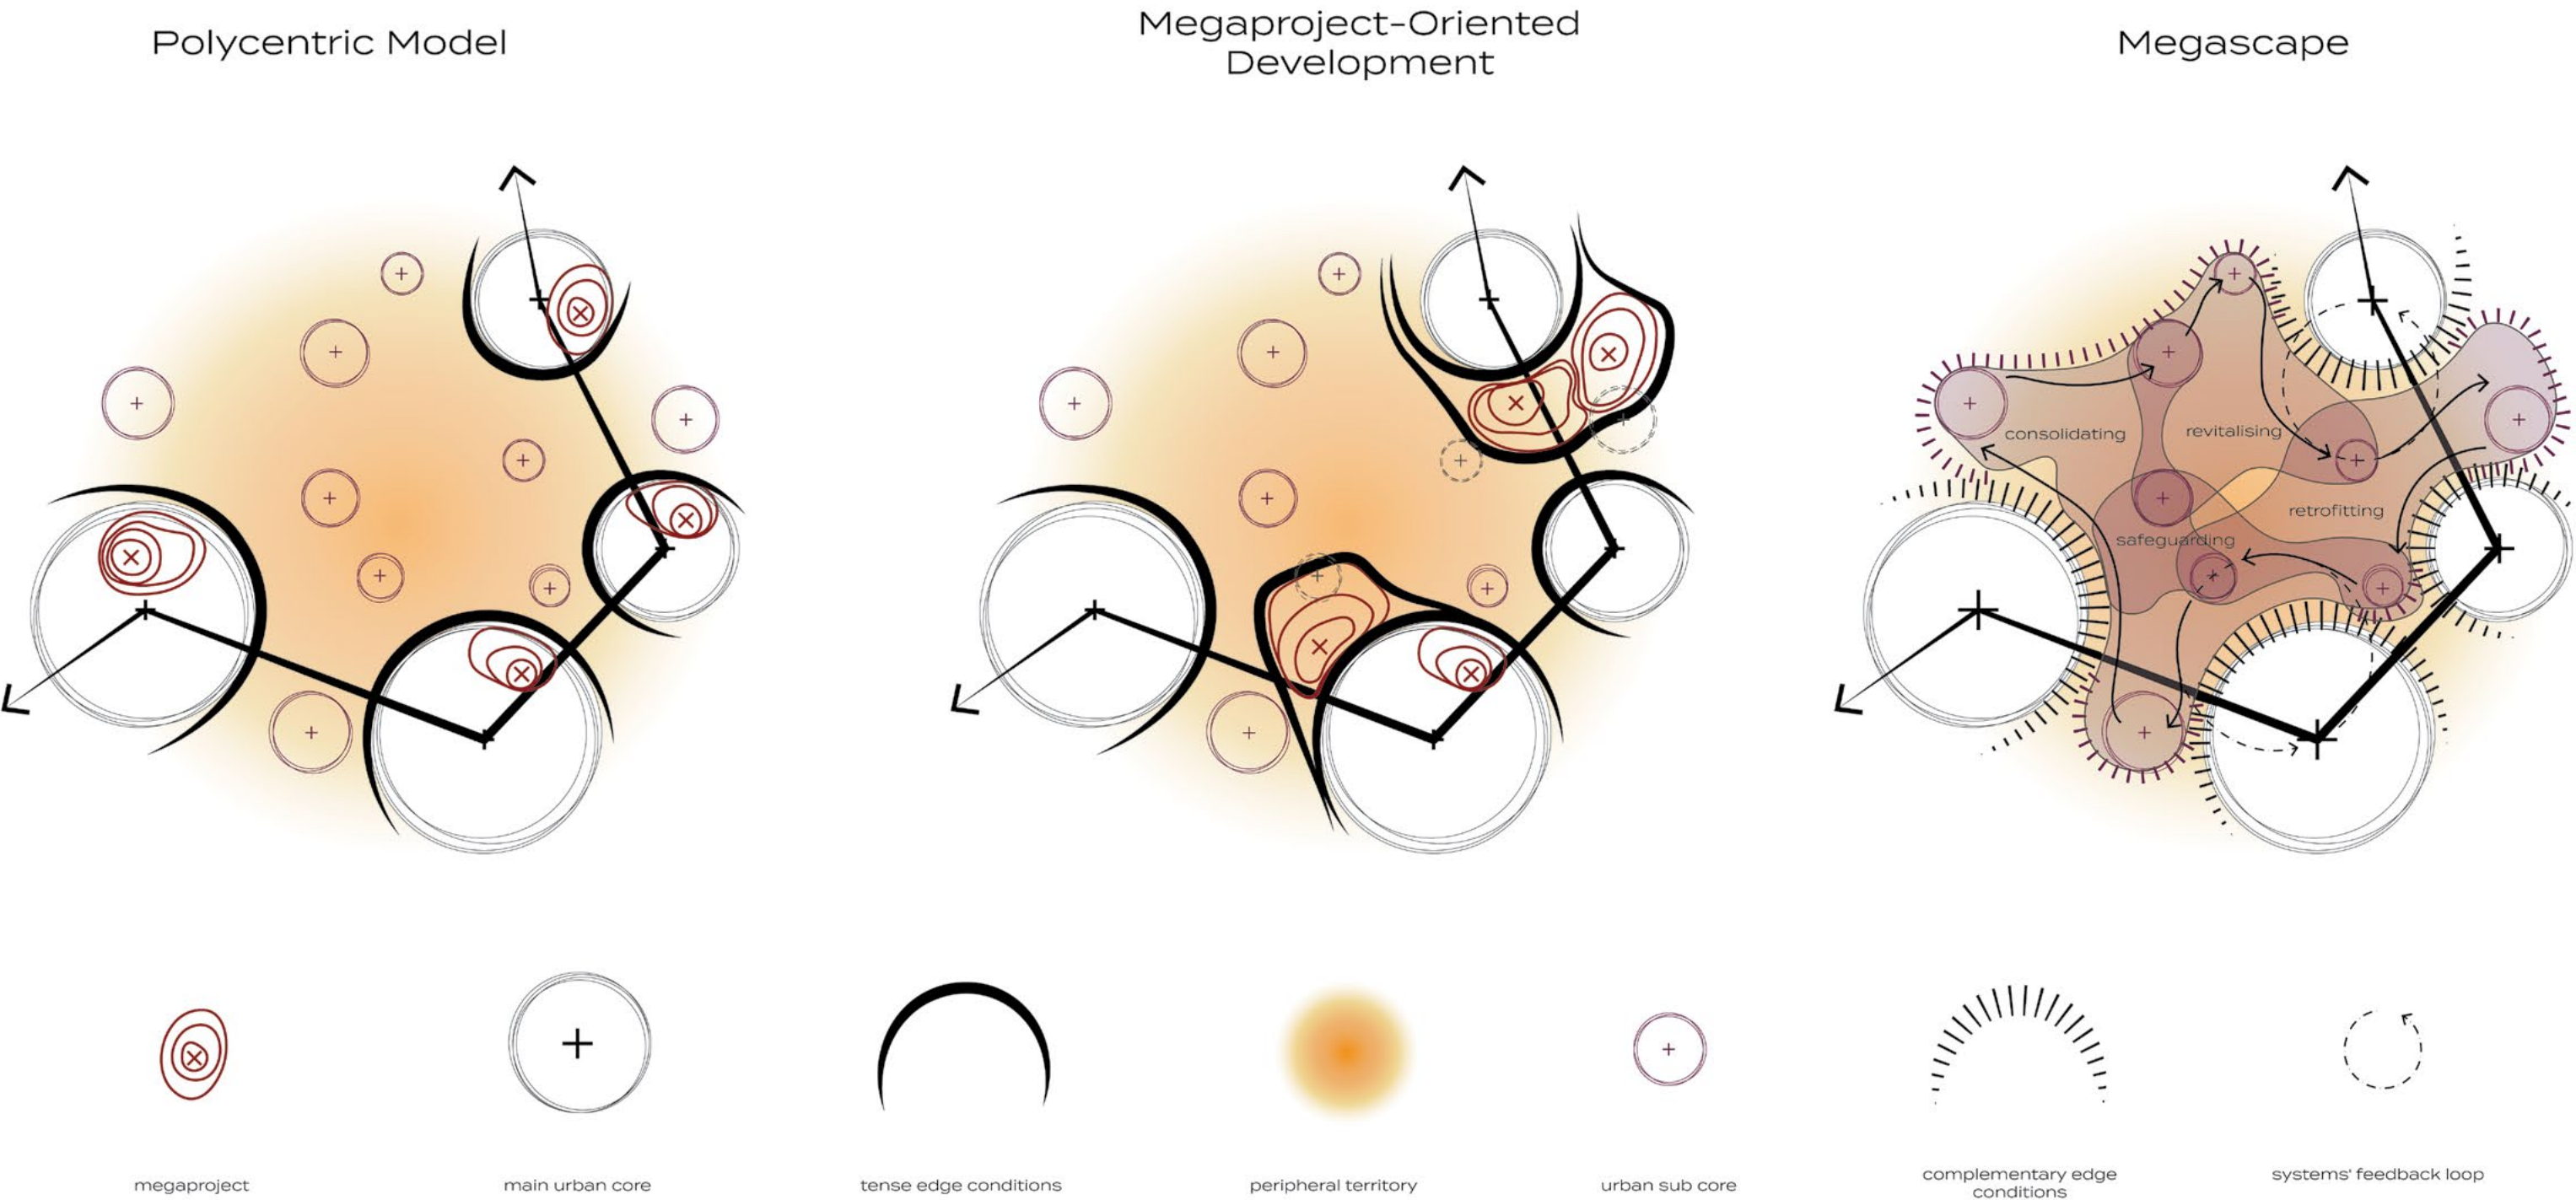 Polycentric Model
Megaproject-Oriented
Development
Megascape
consolidating
revitalising
retrofitting
safeguarding
megaproject
main urban core
tense edge conditions
peripheral territory
urban sub core
complementary edge
conditions
systems' feedback loop